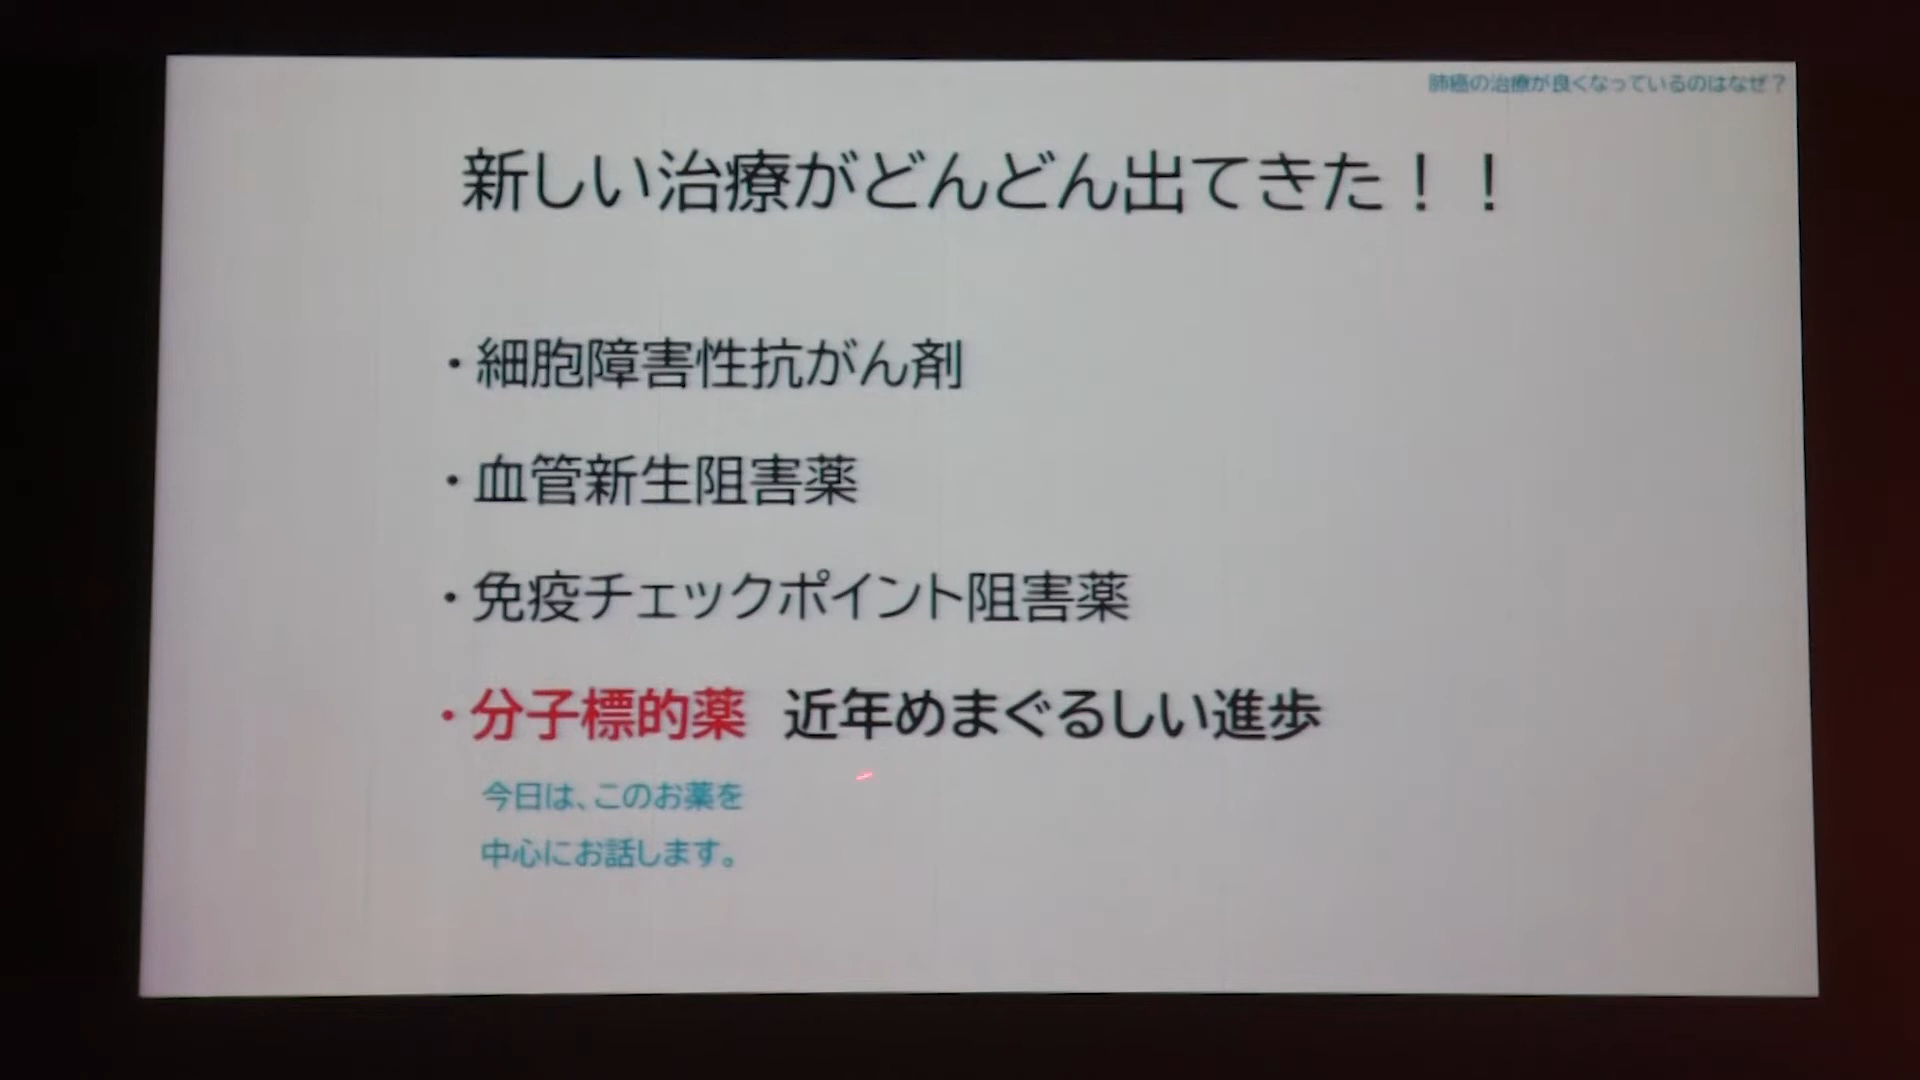 肺癌の治療が良くなっているのはなぜ？
新しい治療がどんどん出てきた！！
・細胞障害性抗がん剤
・血管新生阻害薬
・免疫チェックポイント阻害薬
・分子標的薬 近年めまぐるしい進歩
今日は、このお薬を
中心にお話します。